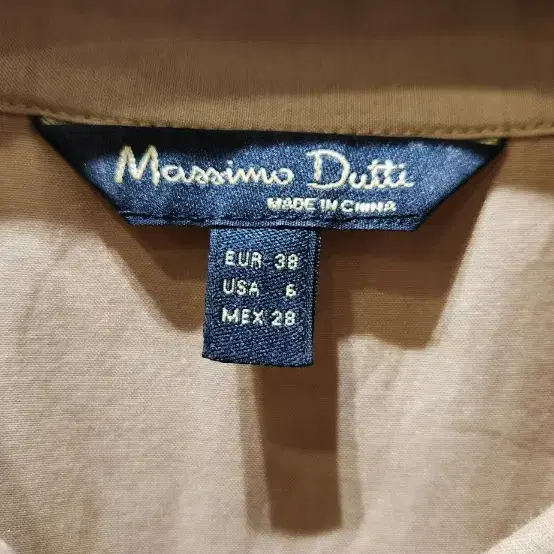 Massimo Dutti
MADE IN CHINA
EUR 38
USA 6
MEX 28